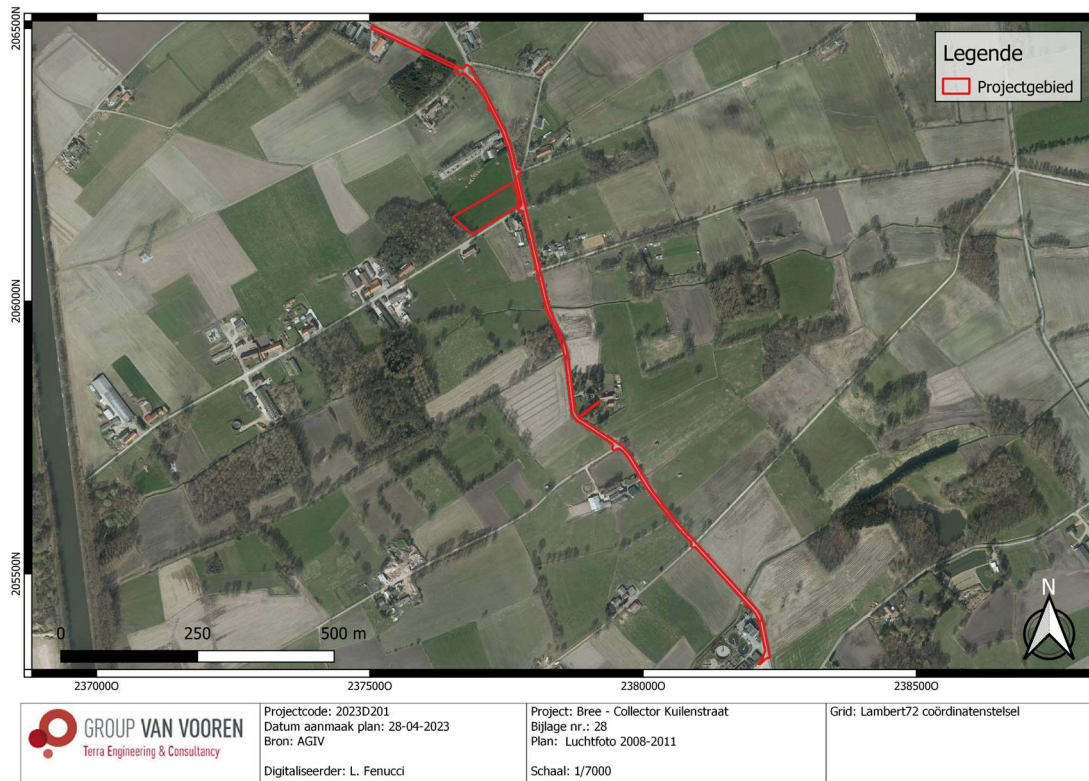 206500N
206000N
205500N
Legende
Projectgebied
N
0 250 500 m
237000O 237500O 238000O 238500O
GROUP VAN VOOREN
Terra Engineering & Consultancy
Projectcode: 2023D201
Datum aanmaak plan: 28-04-2023
Bron: AGIV
Digitaliseerder: L. Fenucci
Project: Bree - Collector Kuilenstraat
Bijlage nr.: 28
Plan: Luchtfoto 2008-2011
Schaal: 1/7000
Grid: Lambert72 coördinatenstelsel